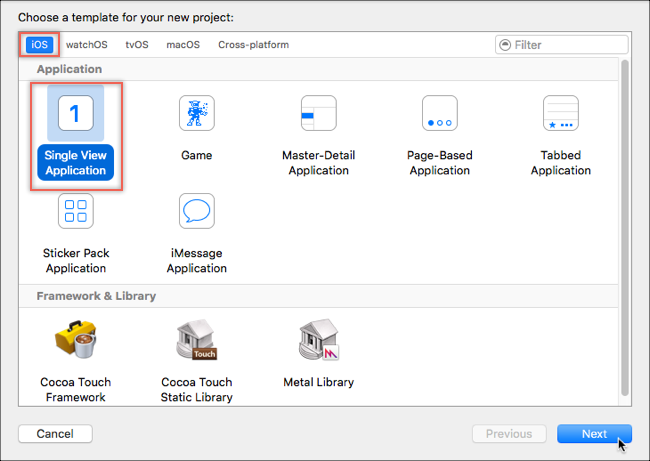 Choose a template for your new project:
iOS watchOS tvOS macOS Cross-platform Filter
Application
1
Single View
Application
Game
Master-Detail
Application
Page-Based
Application
Tabbed
Application
Sticker Pack
Application
iMessage
Application
Framework & Library
Touch
Cocoa Touch
Framework
Cocoa Touch
Static Library
Metal Library
Cancel Previous Next